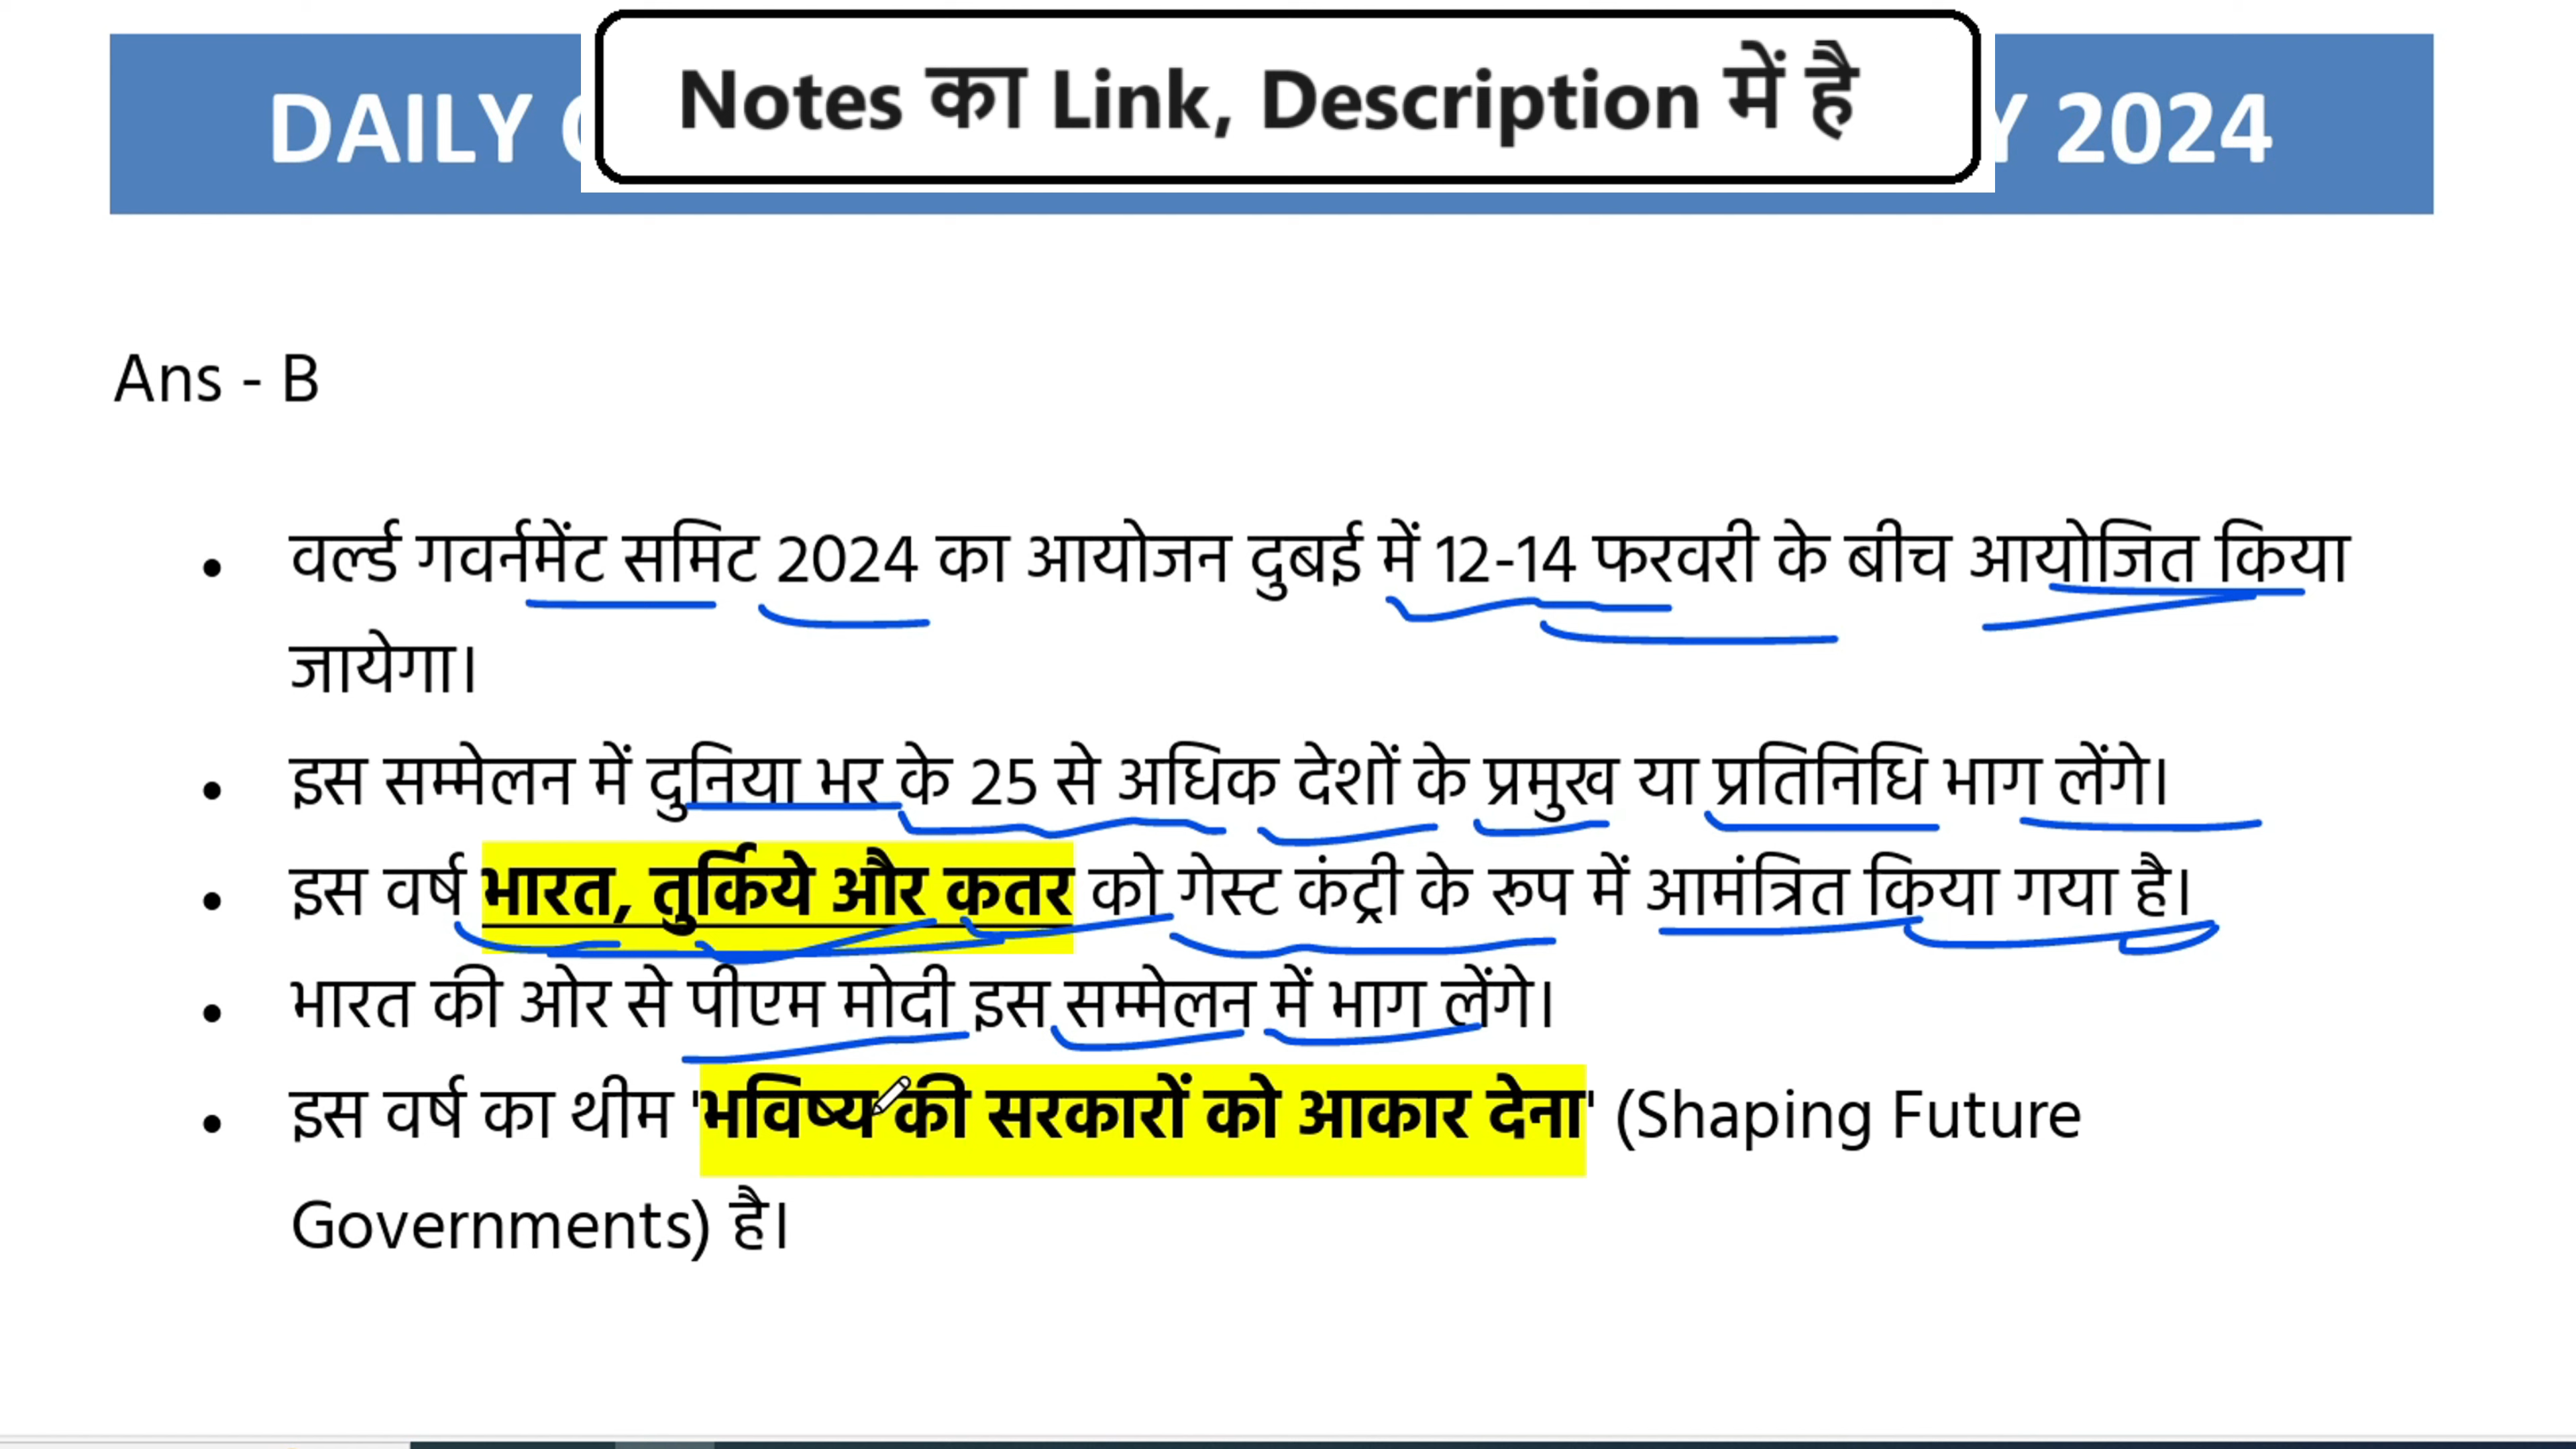 Notes का Link, Description में है
DAILY Y 2024
Ans - B
• वर्ल्ड गवर्नमेंट समिट 2024 का आयोजन दुबई में 12-14 फरवरी के बीच आयोजित किया
जायेगा।
• इस सम्मेलन में दुनिया भर के 25 से अधिक देशों के प्रमुख या प्रतिनिधि भाग लेंगे।
• इस वर्ष भारत, तुर्किये और कतर को गेस्ट कंट्री के रूप में आमंत्रित किया गया है।
• भारत की ओर से पीएम मोदी इस सम्मेलन में भाग लेंगे।
• इस वर्ष का थीम 'भविष्य की सरकारों को आकार देना' (Shaping Future
Governments) है।